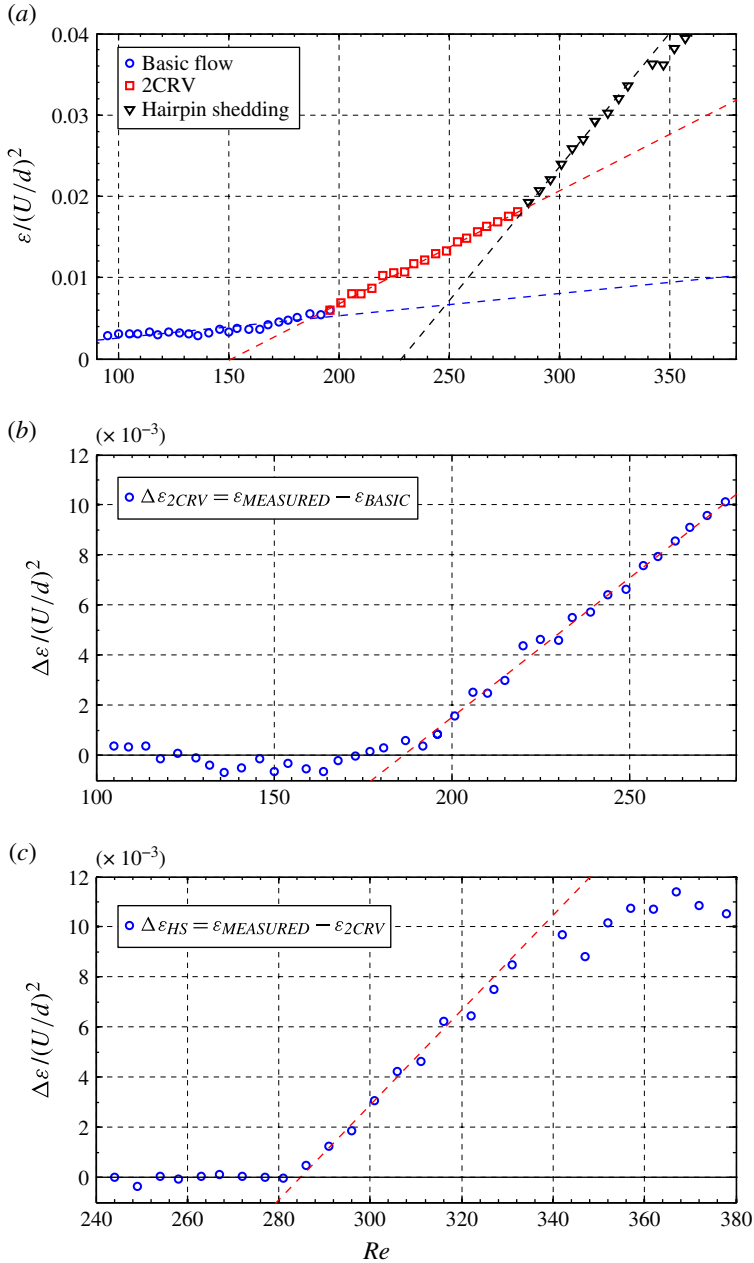 (a)
0.04
0.03
0.02
0.01
0
ε/(U/d)²
Basic flow
2CRV
Hairpin shedding
100 150 200 250 300 350
(b)
(× 10⁻³)
12
10
8
6
4
2
0
Δε/(U/d)²
Δε2CRV = εMEASURED − εBASIC
100 150 200 250
(c)
(× 10⁻³)
12
10
8
6
4
2
0
Δε/(U/d)²
ΔεHS = εMEASURED − ε2CRV
240 260 280 300 320 340 360 380
Re